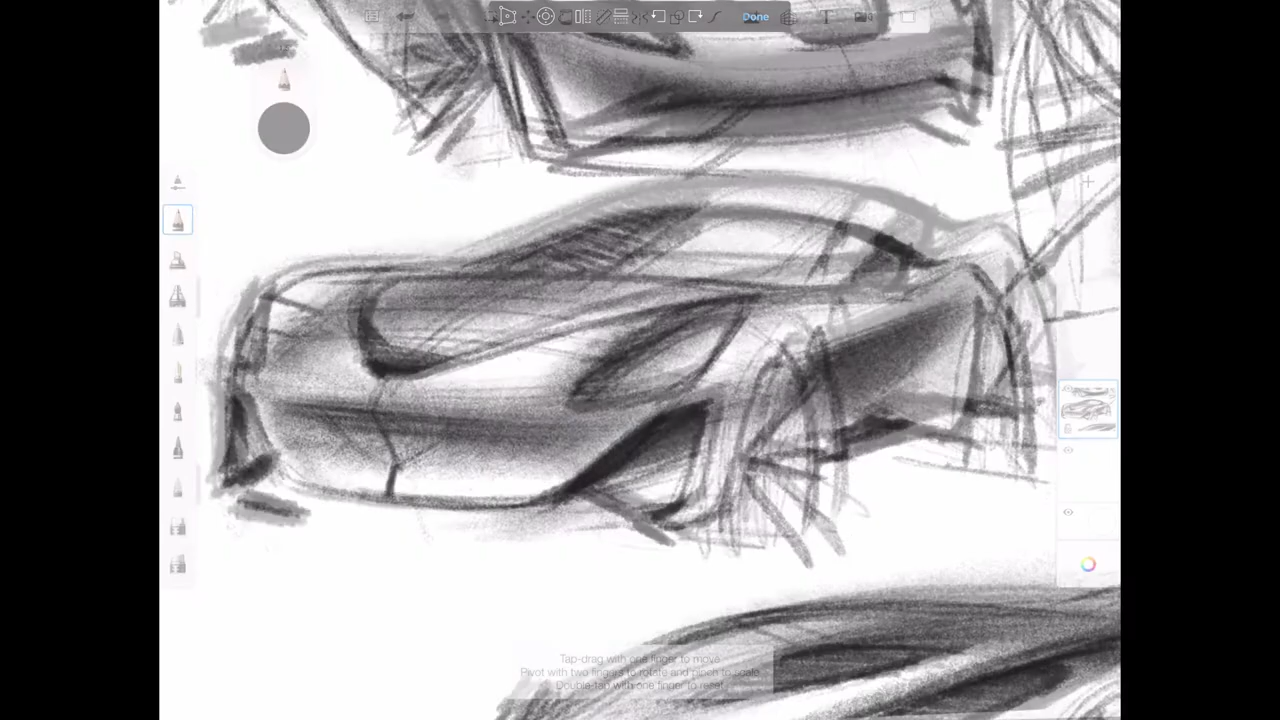 Done
T
Tap-drag with one finger to move
Pivot with two fingers to rotate and pinch to scale
Double-tap with one finger to reset